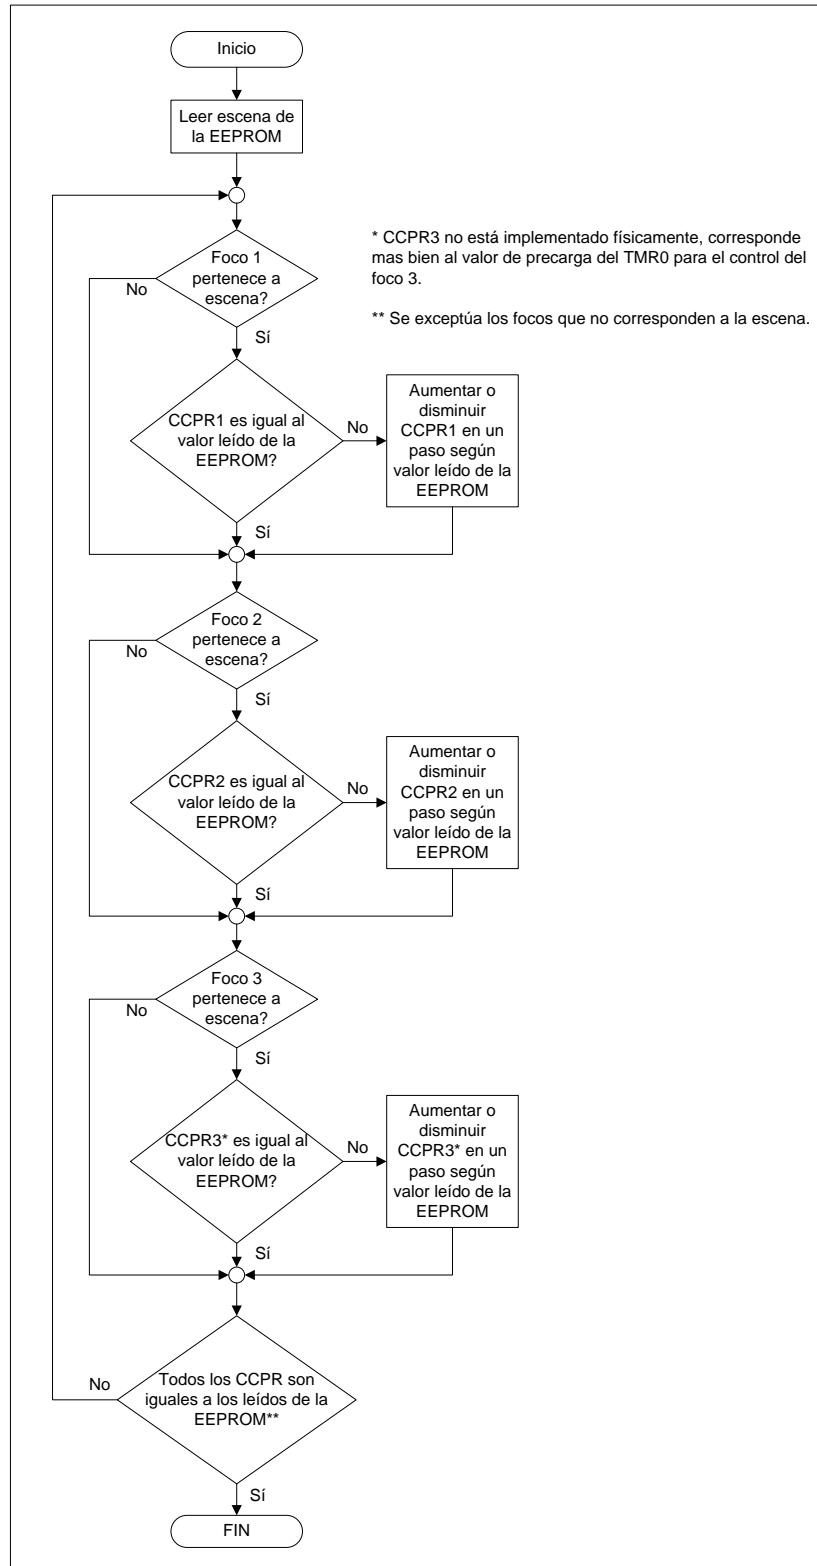 Inicio
Leer escena de
la EEPROM
* CCPR3 no está implementado físicamente, corresponde
mas bien al valor de precarga del TMR0 para el control del
foco 3.
** Se exceptúa los focos que no corresponden a la escena.
Foco 1
pertenece a
escena?
No
Sí
CCPR1 es igual al
valor leído de la
EEPROM?
No
Aumentar o
disminuir
CCPR1 en un
paso según
valor leído de la
EEPROM
Sí
Foco 2
pertenece a
escena?
No
Sí
CCPR2 es igual al
valor leído de la
EEPROM?
No
Aumentar o
disminuir
CCPR2 en un
paso según
valor leído de la
EEPROM
Sí
Foco 3
pertenece a
escena?
No
Sí
CCPR3* es igual al
valor leído de la
EEPROM?
No
Aumentar o
disminuir
CCPR3* en un
paso según
valor leído de la
EEPROM
Sí
Todos los CCPR son
iguales a los leídos de la
EEPROM**
No
Sí
FIN